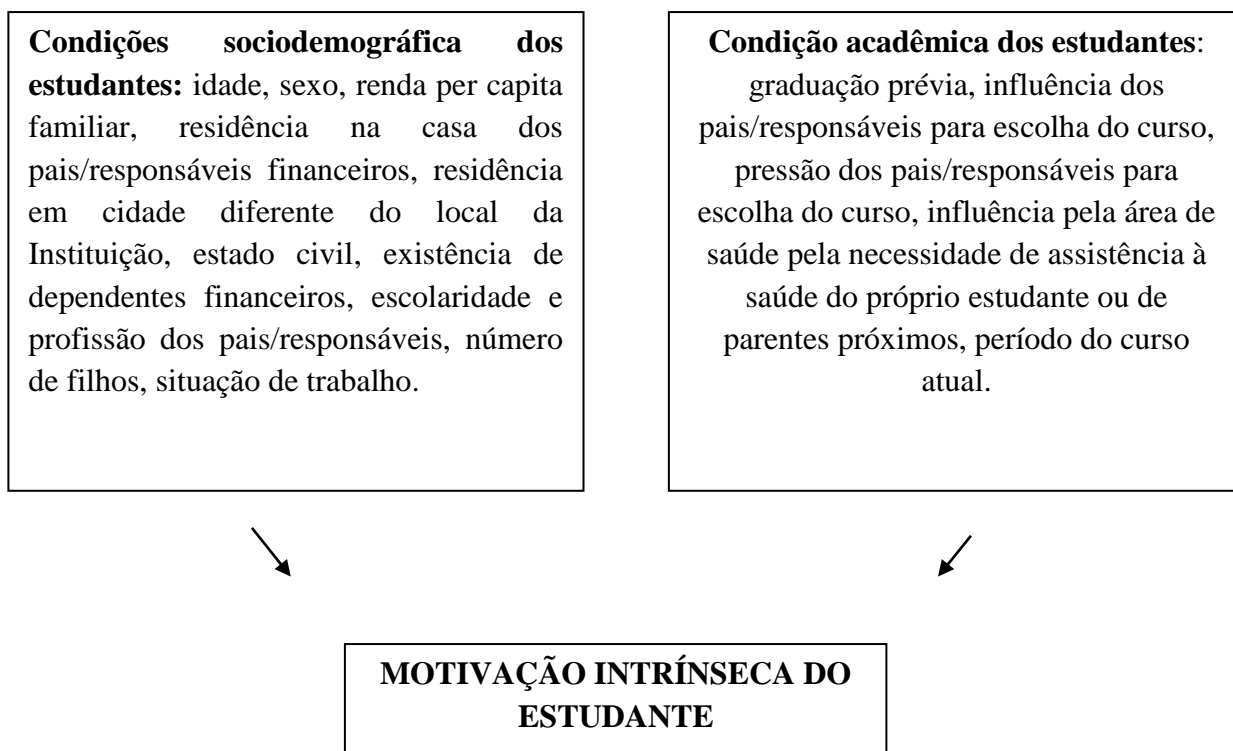 Condições sociodemográfica dos
estudantes: idade, sexo, renda per capita
familiar, residência na casa dos
pais/responsáveis financeiros, residência
em cidade diferente do local da
Instituição, estado civil, existência de
dependentes financeiros, escolaridade e
profissão dos pais/responsáveis, número
de filhos, situação de trabalho.
Condição acadêmica dos estudantes:
graduação prévia, influência dos
pais/responsáveis para escolha do curso,
pressão dos pais/responsáveis para
escolha do curso, influência pela área de
saúde pela necessidade de assistência à
saúde do próprio estudante ou de
parentes próximos, período do curso
atual.
MOTIVAÇÃO INTRÍNSECA DO
ESTUDANTE